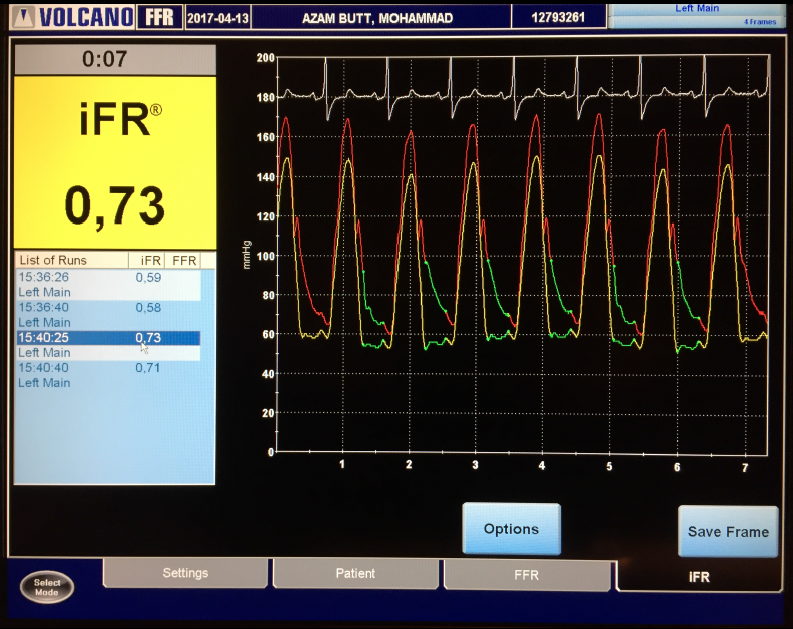 VOLCANO FFR 2017-04-13 AZAM BUTT, MOHAMMAD 12793261 Left Main
4 Frames
0:07
iFR®
0,73
List of Runs iFR FFR
15:36:26 0,59
Left Main
15:36:40 0,58
Left Main
15:40:25 0,73
Left Main
15:40:40 0,71
Left Main
mmHg
200
180
160
140
120
100
80
60
40
20
0
1 2 3 4 5 6 7
Options Save Frame
Select
Mode
Settings Patient FFR iFR